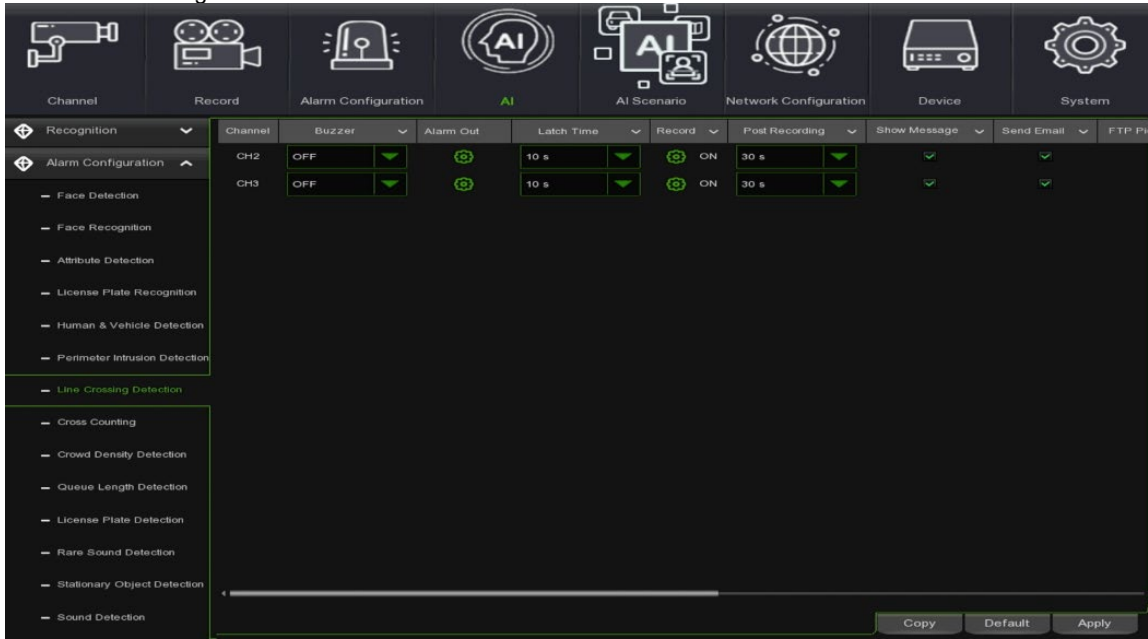 Channel Record Alarm Configuration AI AI Scenario Network Configuration Device System
Recognition
Alarm Configuration
Face Detection
Face Recognition
Attribute Detection
License Plate Recognition
Human & Vehicle Detection
Perimeter Intrusion Detection
Line Crossing Detection
Cross Counting
Crowd Density Detection
Queue Length Detection
License Plate Detection
Rare Sound Detection
Stationary Object Detection
Sound Detection
Channel Buzzer Alarm Out Latch Time Record Post Recording Show Message Send Email FTP Pi
CH2 OFF 10 s ON 30 s
CH3 OFF 10 s ON 30 s
Copy Default Apply